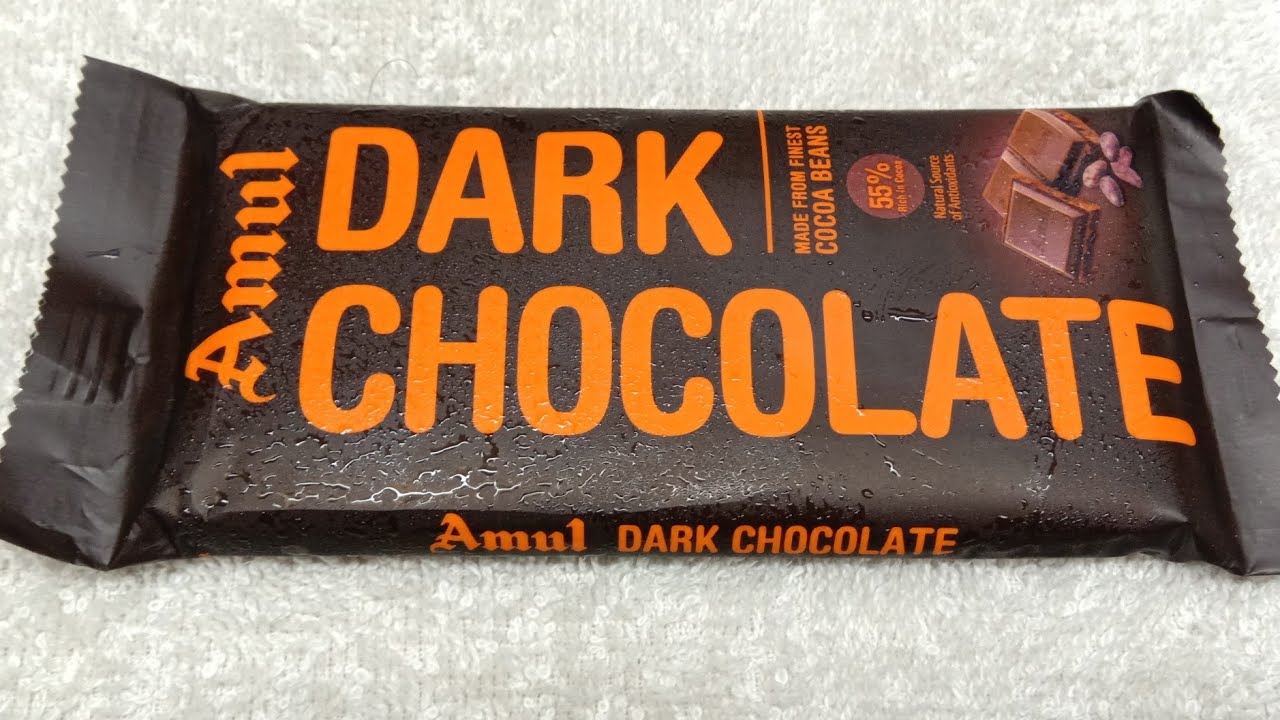 Amul
DARK
CHOCOLATE
MADE FROM FINEST
COCOA BEANS
55%
Rich in Cocoa
Natural Source
of Antioxidants
Amul DARK CHOCOLATE